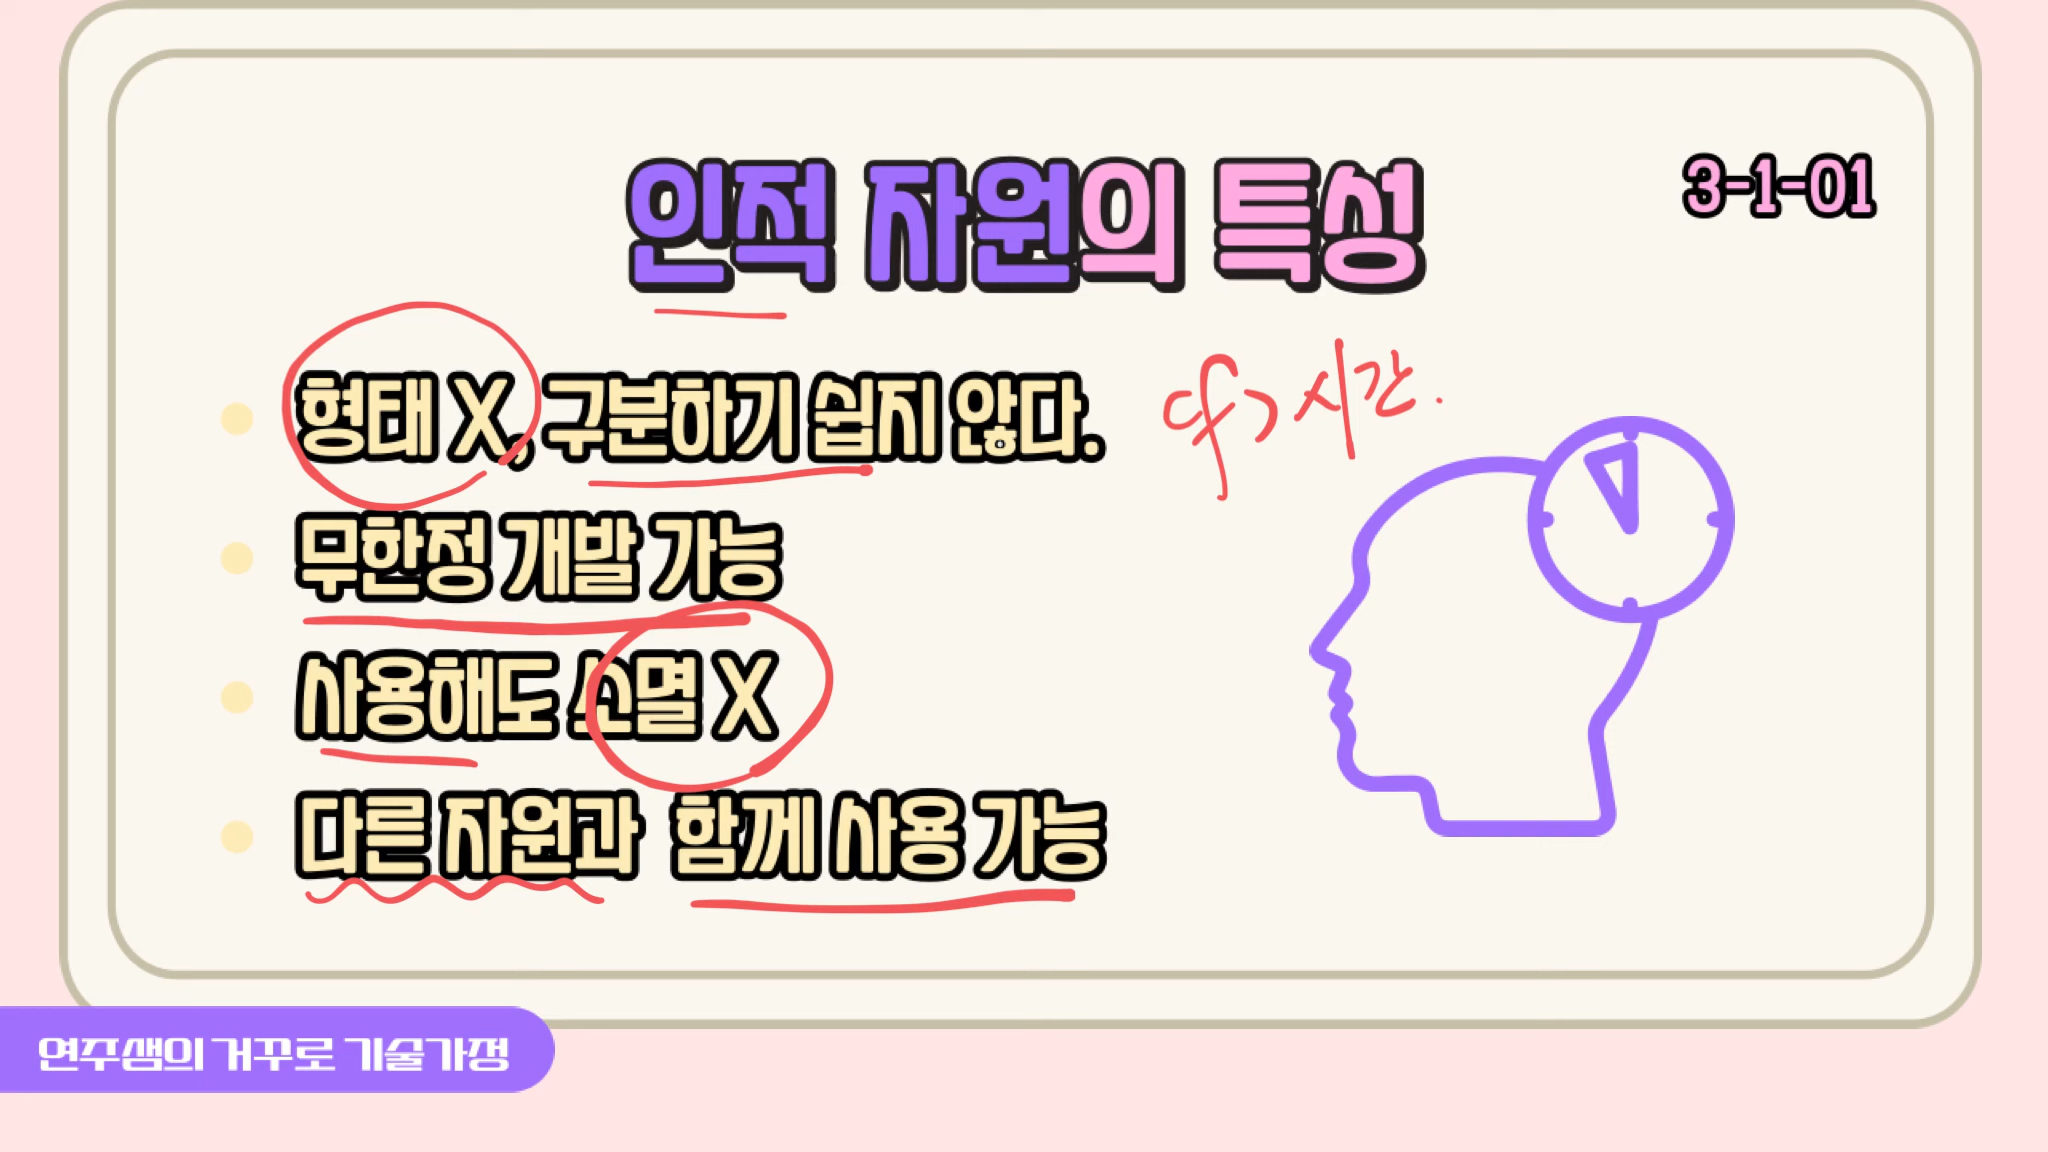 인적 자원의 특성
3-1-01
형태 X, 구분하기 쉽지 않다.
시간.
무한정 개발 가능
사용해도 소멸 X
다른 자원과 함께 사용 가능
연주쌤의 거꾸로 기술가정